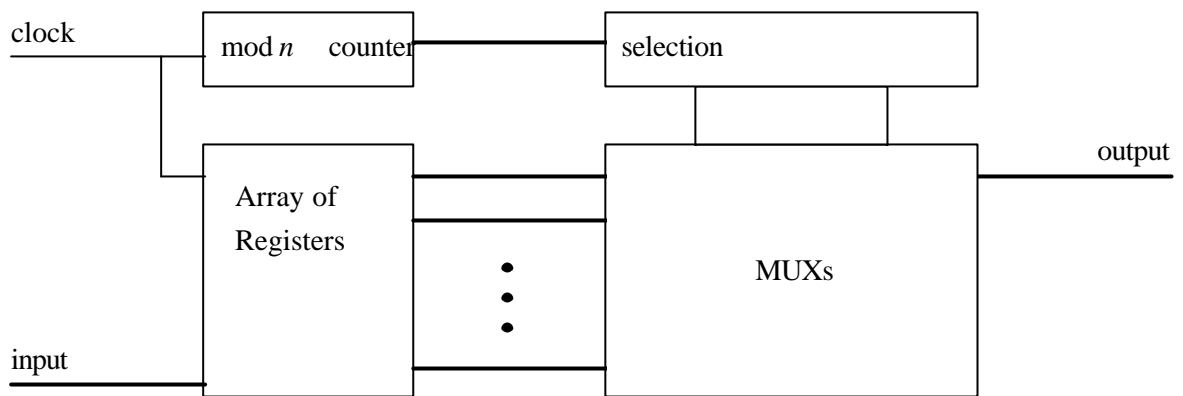 clock
mod n counter
selection
output
Array of
Registers
MUXs
input